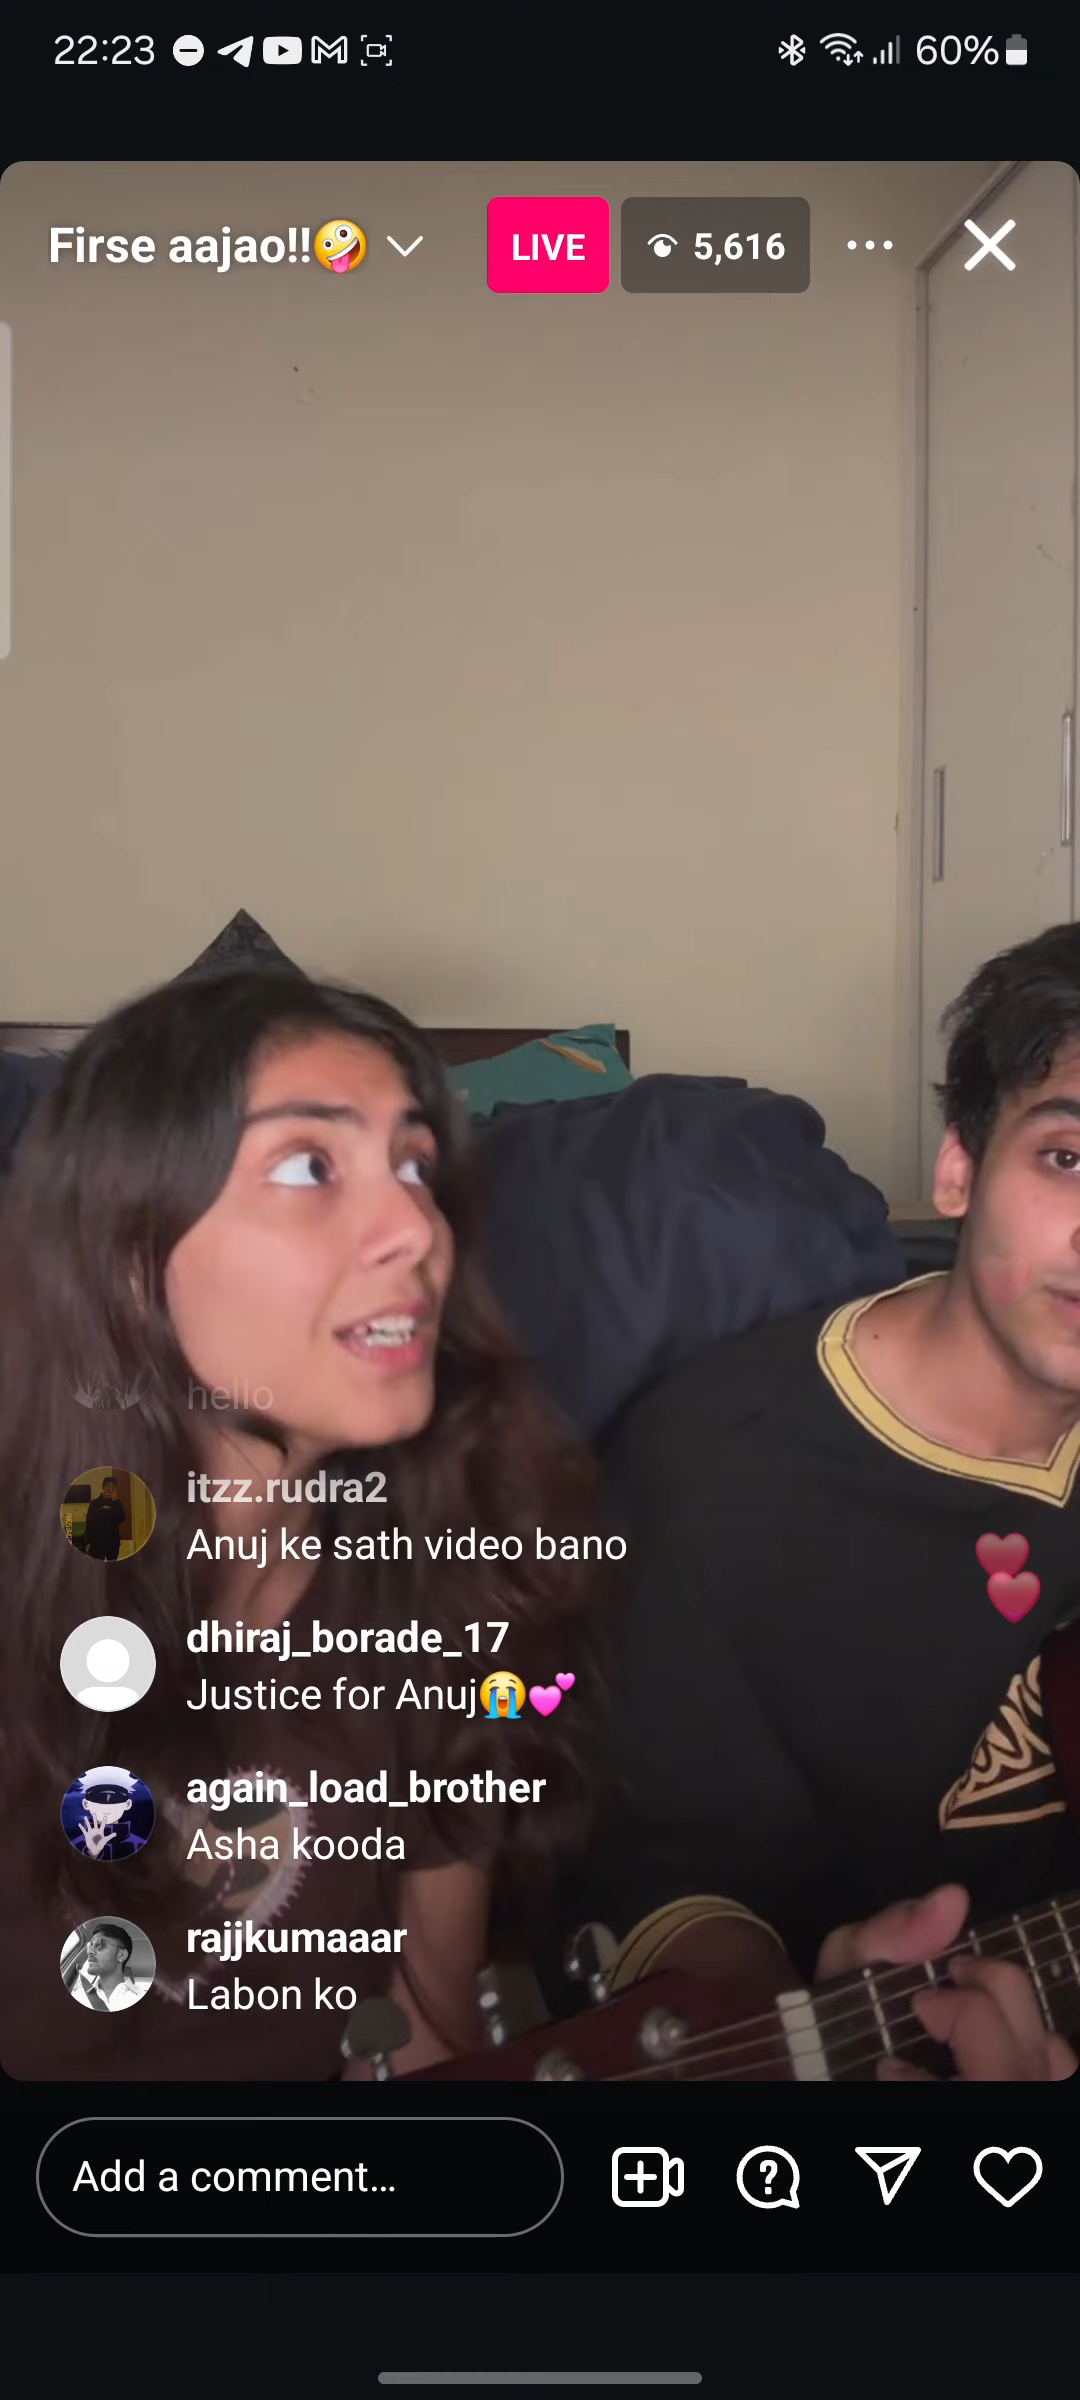 22:23
60%
Firse aajao!!🤪
LIVE
5,616
hello
itzz.rudra2
Anuj ke sath video bano
dhiraj_borade_17
Justice for Anuj😭💕
again_load_brother
Asha kooda
rajjkumaaar
Labon ko
Add a comment...